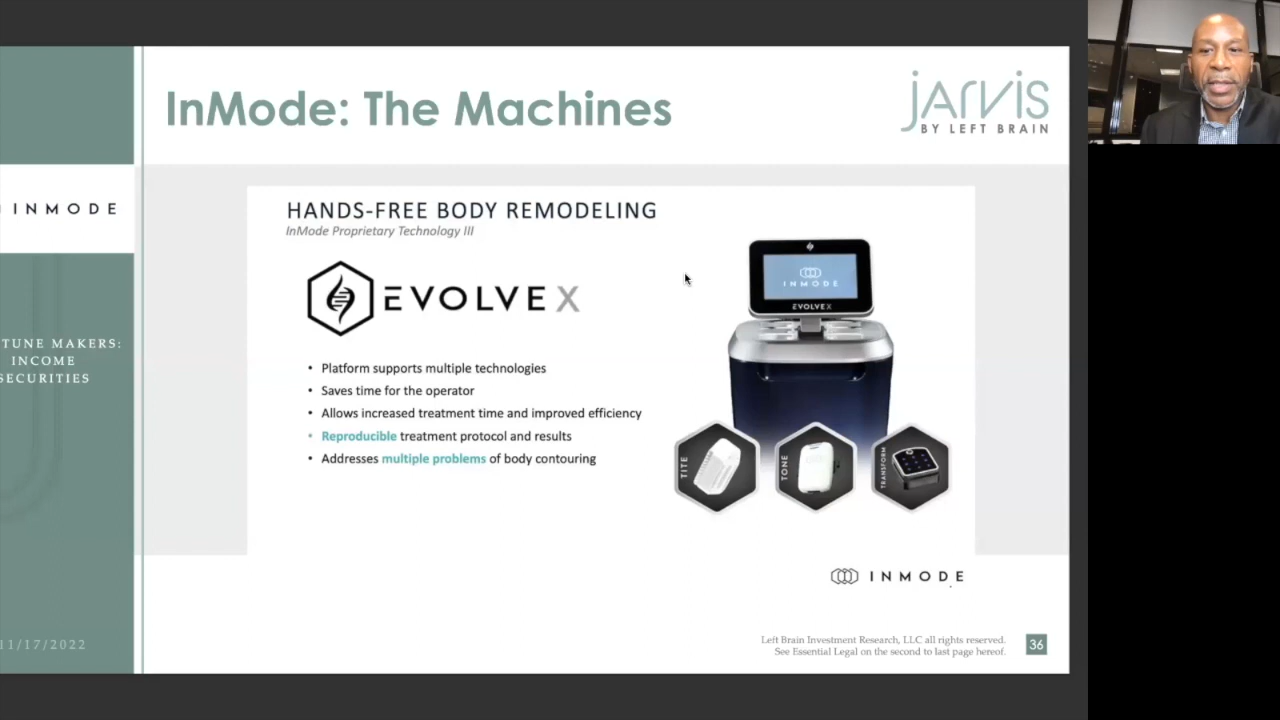 InMode: The Machines
jarvis
BY LEFT BRAIN
INMODE
TUNE MAKERS:
INCOME
SECURITIES
11/17/2022
HANDS-FREE BODY REMODELING
InMode Proprietary Technology III
EVOLVE X
• Platform supports multiple technologies
• Saves time for the operator
• Allows increased treatment time and improved efficiency
• Reproducible treatment protocol and results
• Addresses multiple problems of body contouring
INMODE
EVOLVE X
TITE
TONE
TRANSFORM
INMODE
Left Brain Investment Research, LLC all rights reserved.
See Essential Legal on the second to last page hereof.
36